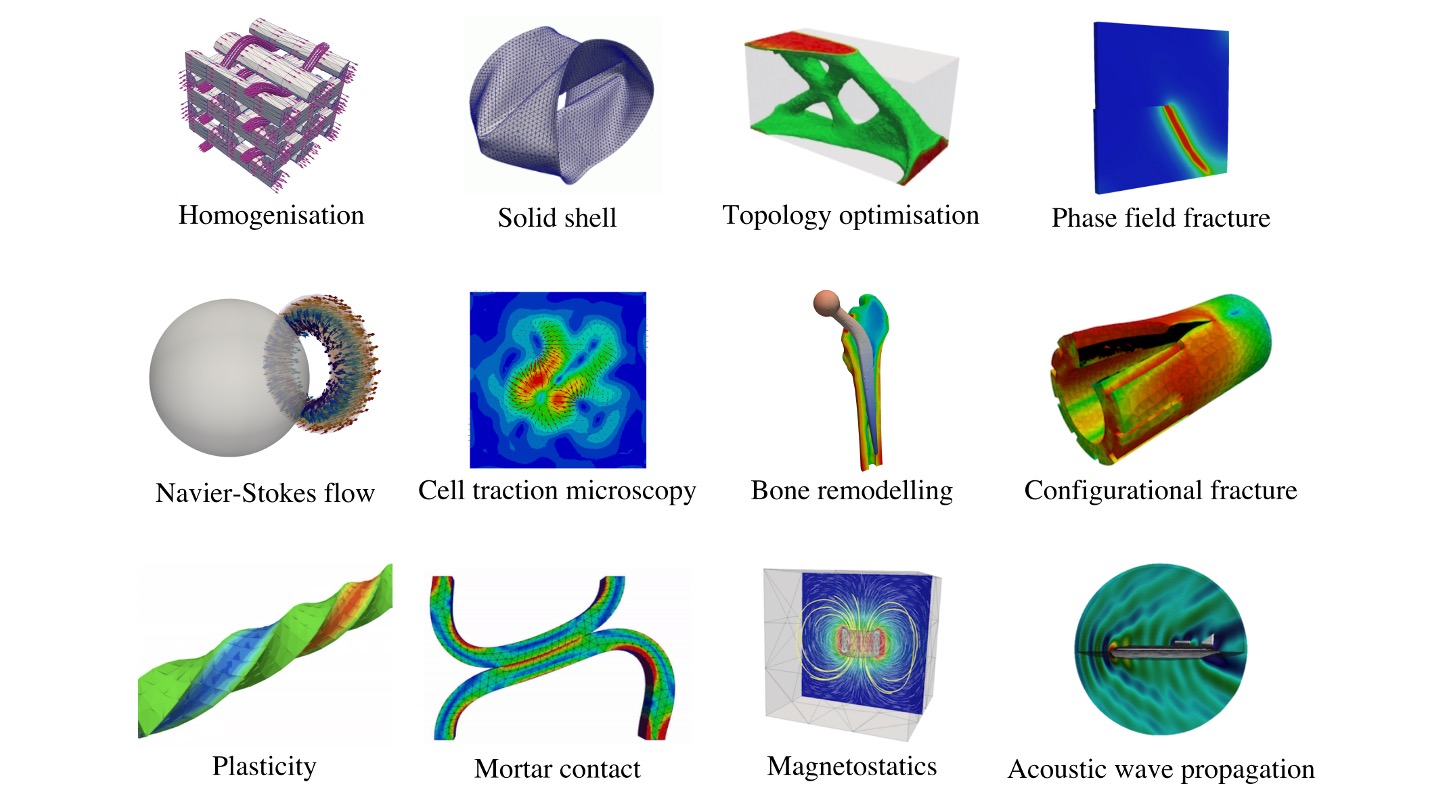 Homogenisation
Solid shell
Topology optimisation
Phase field fracture
Navier-Stokes flow
Cell traction microscopy
Bone remodelling
Configurational fracture
Plasticity
Mortar contact
Magnetostatics
Acoustic wave propagation